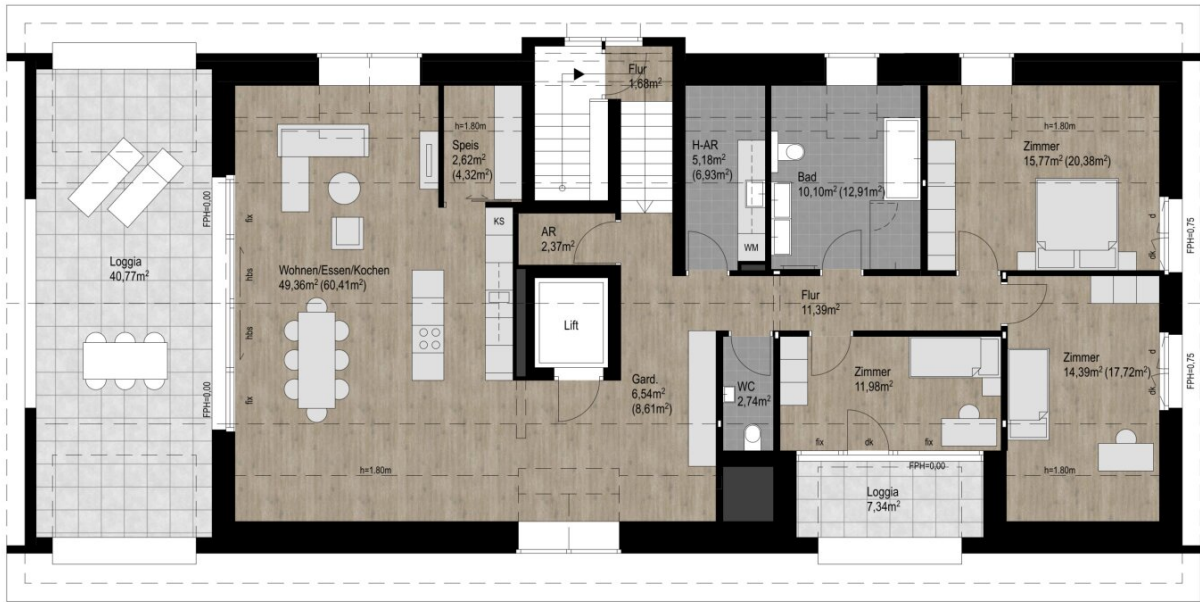 Flur
1,68m²
h=1.80m
Speis
2,62m²
(4,32m²)
H-AR
5,18m²
(6,93m²)
Bad
10,10m² (12,91m²)
h=1.80m
Zimmer
15,77m² (20,38m²)
FPH=0,00
fix
KS
AR
2,37m²
WM
d
dk
FPH=0,75
Loggia
40,77m²
hbs
Wohnen/Essen/Kochen
49,36m² (60,41m²)
hbs
Lift
Flur
11,39m²
FPH=0,00
fix
Gard.
6,54m²
(8,61m²)
WC
2,74m²
Zimmer
11,98m²
Zimmer
14,39m² (17,72m²)
d
dk
FPH=0,75
fix
dk
fix
h=1.80m
FPH=0,00
h=1.80m
Loggia
7,34m²